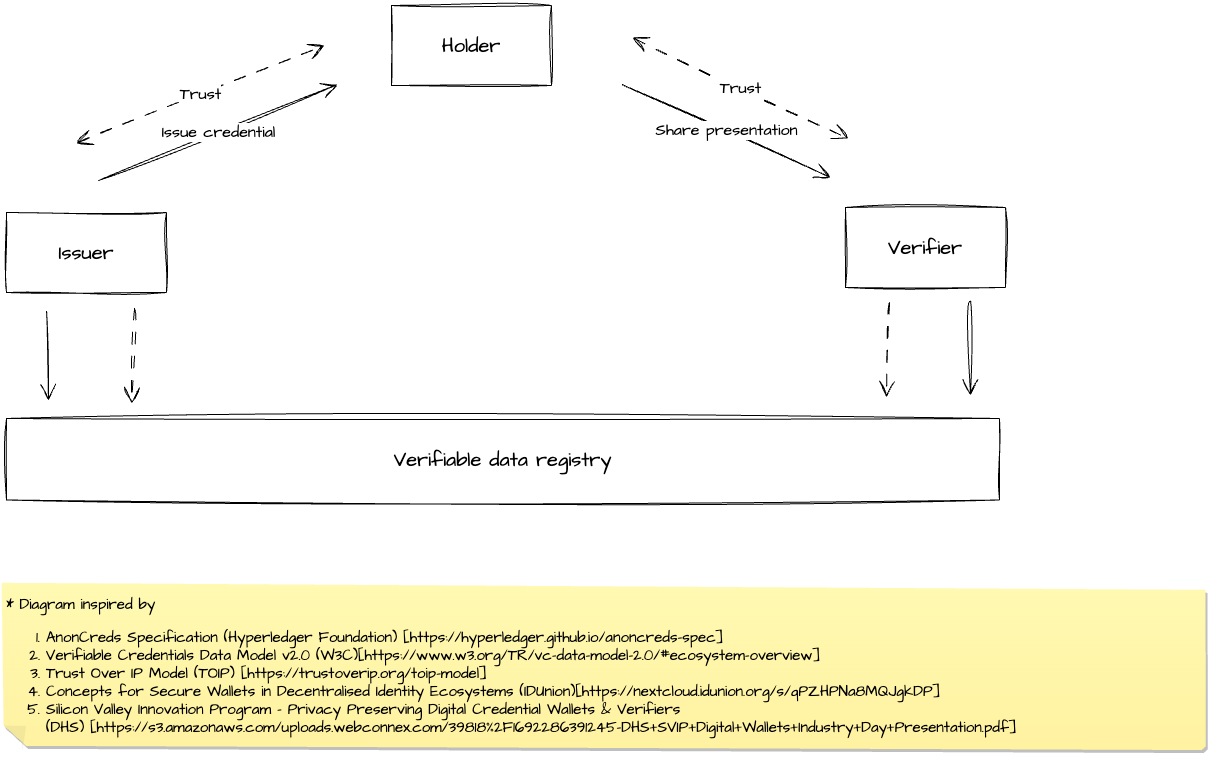 Holder
Trust
Trust
Issue credential
Share presentation
Issuer
Verifier
Verifiable data registry
* Diagram inspired by
1. AnonCreds Specification (Hyperledger Foundation) [https://hyperledger.github.io/anoncreds-spec]
2. Verifiable Credentials Data Model v2.0 (W3C)[https://www.w3.org/TR/vc-data-model-2.0/#ecosystem-overview]
3. Trust Over IP Model (TOIP) [https://trustoverip.org/toip-model]
4. Concepts for Secure Wallets in Decentralised Identity Ecosystems (IDUnion)[https://nextcloud.idunion.org/s/qPZHPNa8MQJgkDP]
5. Silicon Valley Innovation Program - Privacy Preserving Digital Credential Wallets & Verifiers
(DHS) [https://s3.amazonaws.com/uploads.webconnex.com/39818%2F1692286391245-DHS+SVIP+Digital+Wallets+Industry+Day+Presentation.pdf]